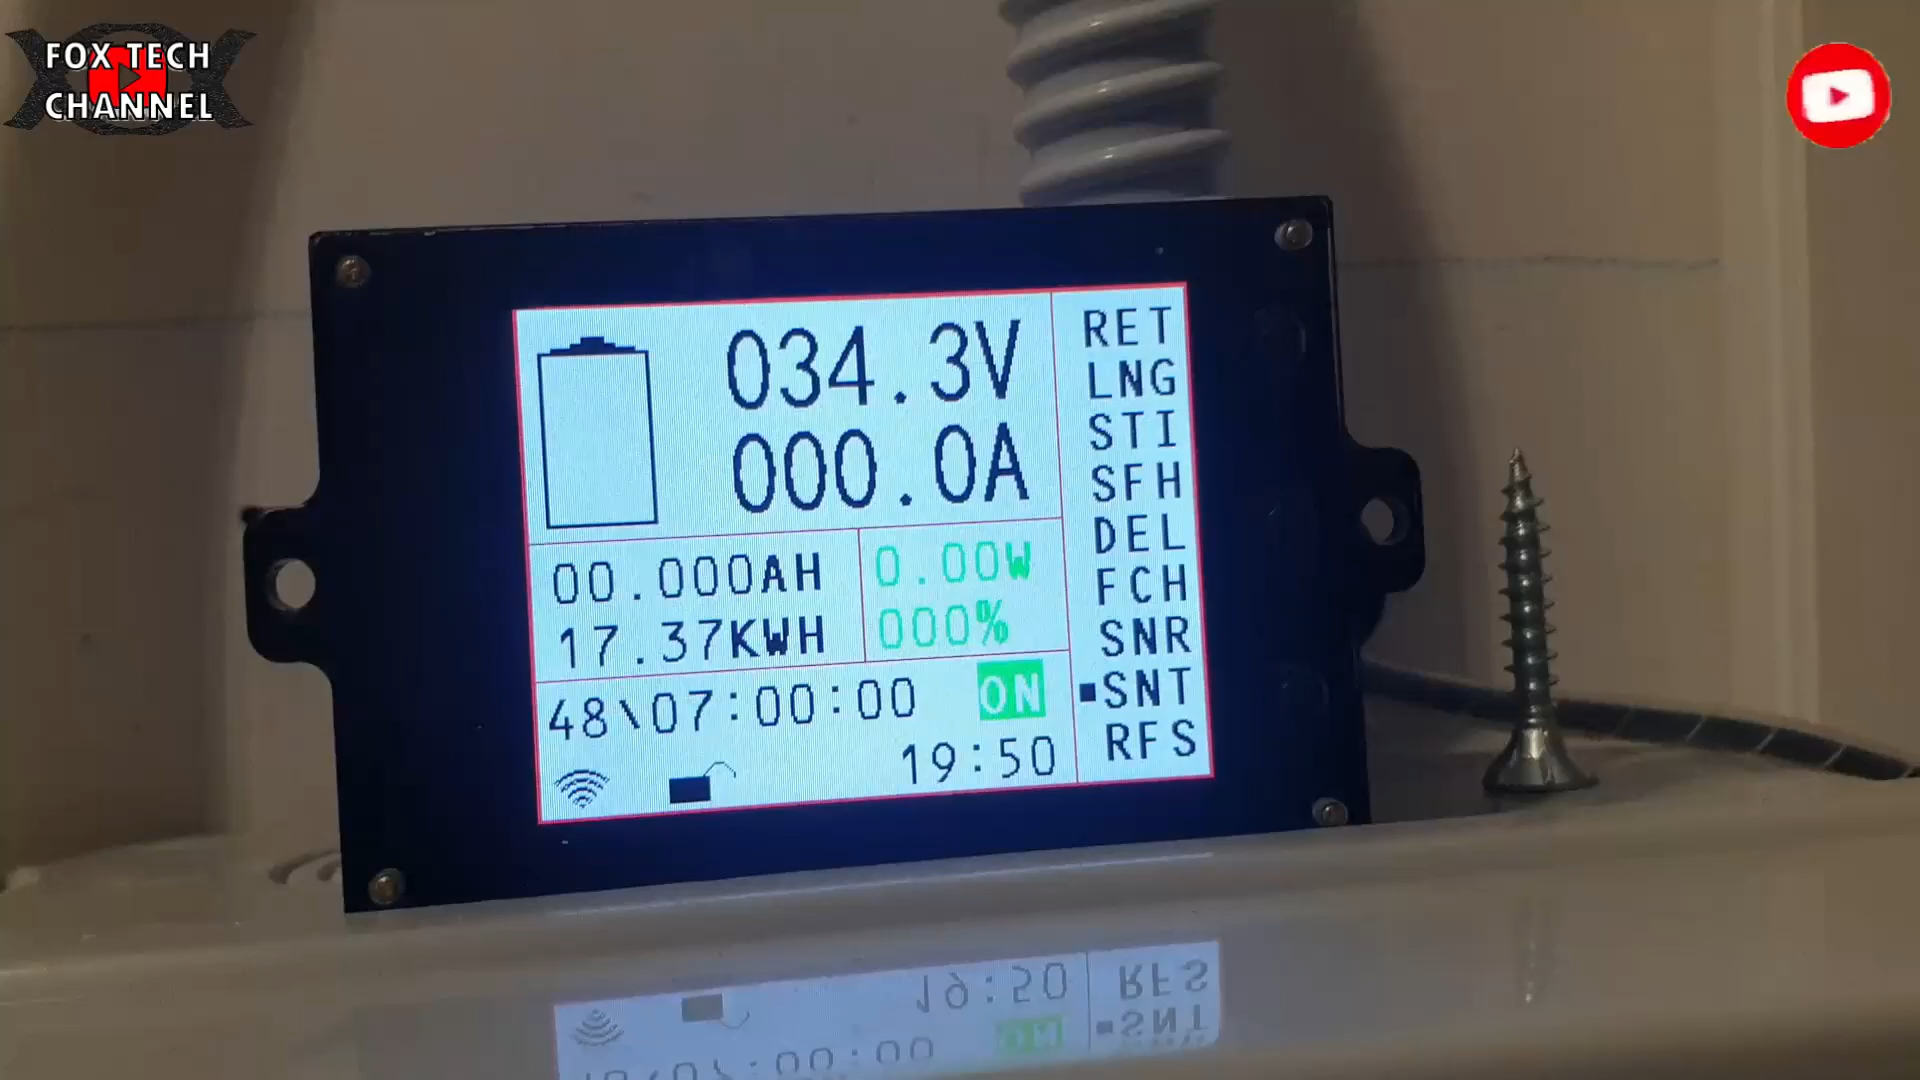 FOX TECH
CHANNEL
034.3V
000.0A
00.000AH
17.37KWH
0.00W
000%
48\07:00:00
ON
19:50
RET
LNG
STI
SFH
DEL
FCH
SNR
SNT
RFS